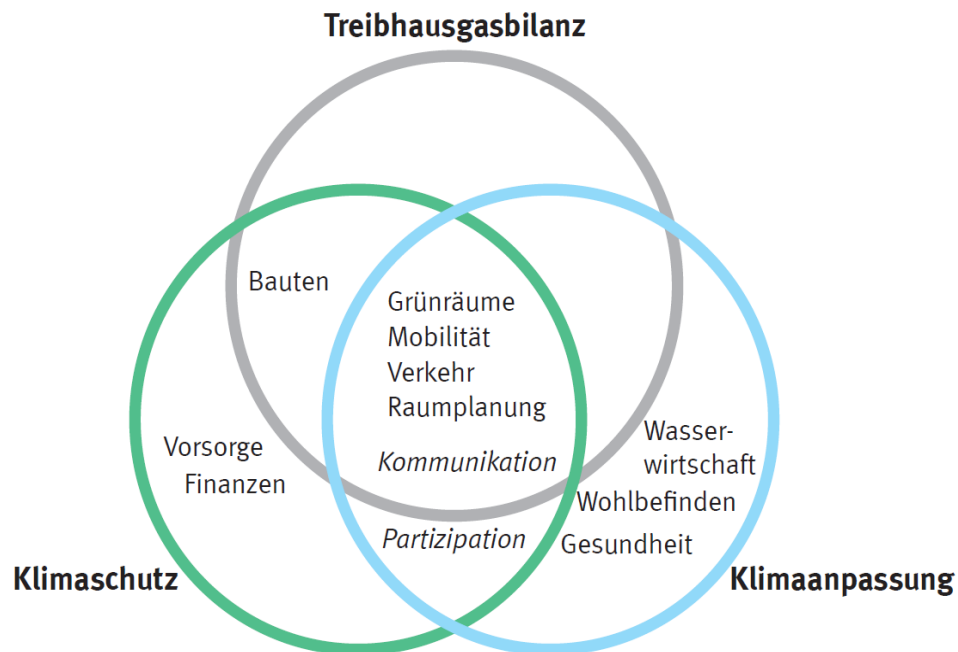 Treibhausgasbilanz
Bauten
Grünräume
Mobilität
Verkehr
Raumplanung
Kommunikation
Vorsorge
Finanzen
Wasser-
wirtschaft
Wohlbefinden
Partizipation
Gesundheit
Klimaschutz
Klimaanpassung